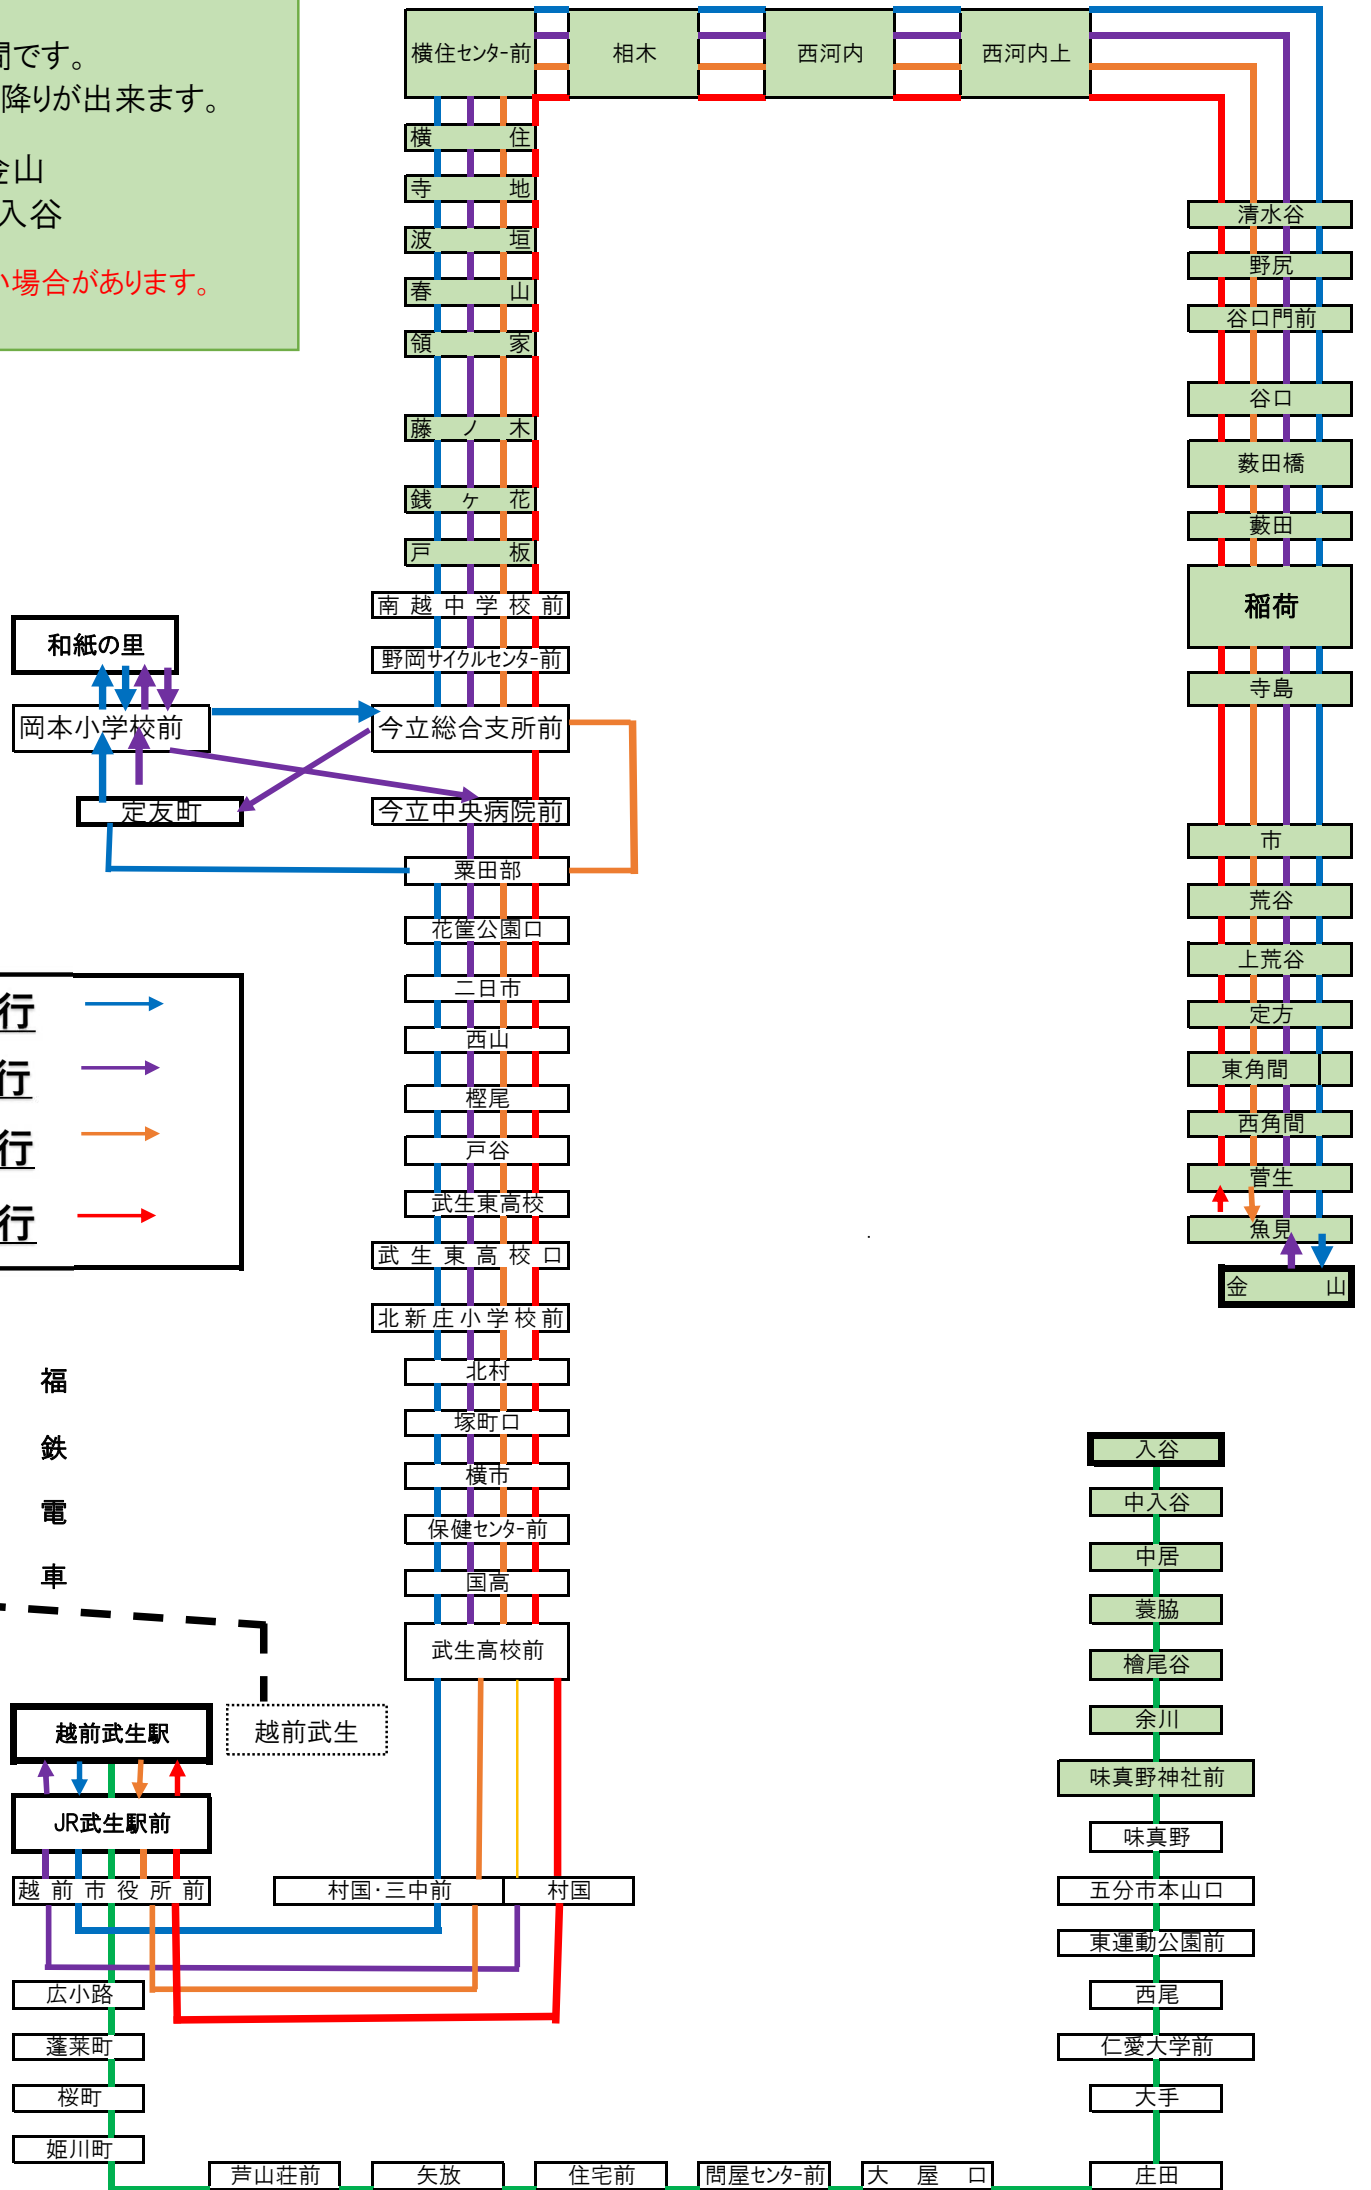 間です。
降りが出来ます。
金山
入谷
い場合があります。
横住センター前
相木
西河内
西河内上
横住
寺地
波垣
春山
領家
藤ノ木
銭ヶ花
戸板
南越中学校前
野岡サイクルセンター前
今立総合支所前
今立中央病院前
粟田部
花筐公園口
二日市
西山
樫尾
戸谷
武生東高校
武生東高校口
北新庄小学校前
北村
塚町口
横市
保健センター前
国高
武生高校前
和紙の里
岡本小学校前
定友町
清水谷
野尻
谷口門前
谷口
薮田橋
藪田
稲荷
寺島
市
荒谷
上荒谷
定方
東角間
西角間
菅生
魚見
金山
行
行
行
行
福鉄電車
越前武生
越前武生駅
JR武生駅前
越前市役所前
村国・三中前
村国
広小路
蓬莱町
桜町
姫川町
芦山荘前
矢放
住宅前
問屋センター前
大屋口
庄田
入谷
中入谷
中居
蓑脇
檜尾谷
余川
味真野神社前
味真野
五分市本山口
東運動公園前
西尾
仁愛大学前
大手